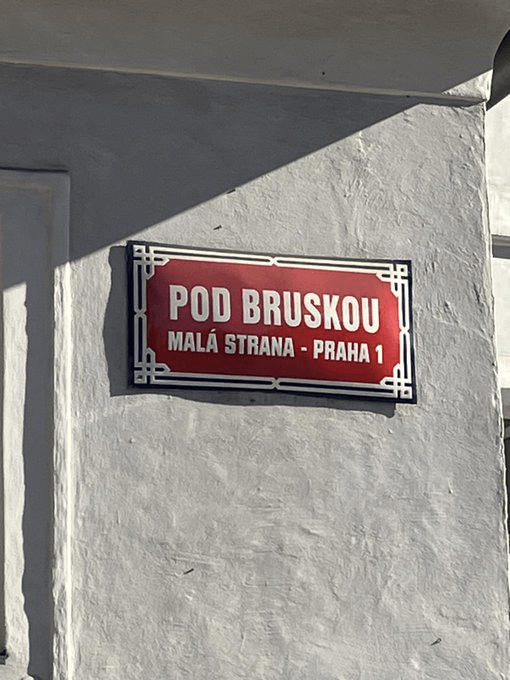 POD BRUSKOU
MALÁ STRANA - PRAHA 1